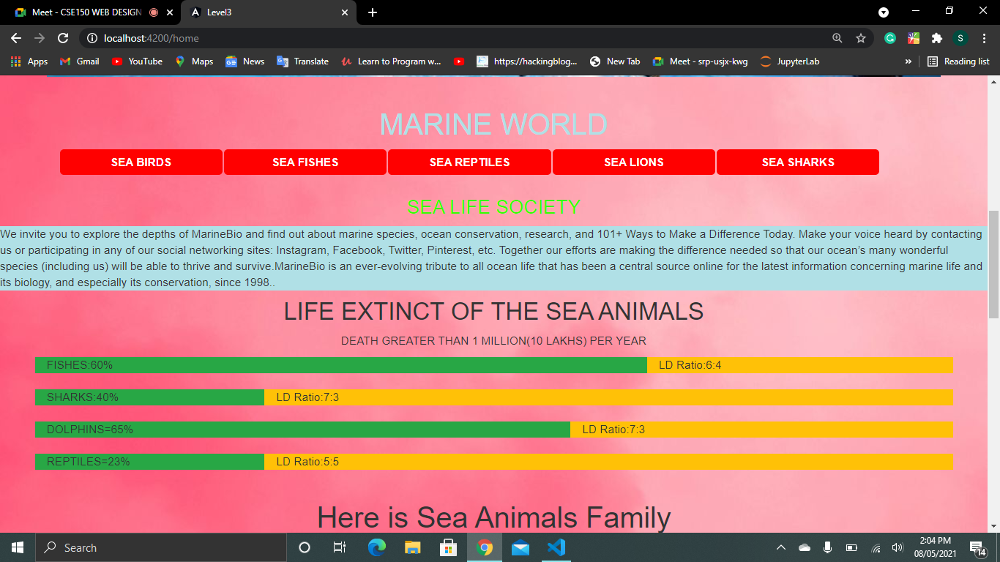 Meet - CSE150 WEB DESIGN
Level3
localhost:4200/home
S
Apps
Gmail
YouTube
Maps
News
Translate
Learn to Program w...
https://hackingblog...
New Tab
Meet - srp-usjx-kwg
JupyterLab
»
Reading list
MARINE WORLD
SEA BIRDS SEA FISHES SEA REPTILES SEA LIONS SEA SHARKS
SEA LIFE SOCIETY
We invite you to explore the depths of MarineBio and find out about marine species, ocean conservation, research, and 101+ Ways to Make a Difference Today. Make your voice heard by contacting
us or participating in any of our social networking sites: Instagram, Facebook, Twitter, Pinterest, etc. Together our efforts are making the difference needed so that our ocean's many wonderful
species (including us) will be able to thrive and survive.MarineBio is an ever-evolving tribute to all ocean life that has been a central source online for the latest information concerning marine life and
its biology, and especially its conservation, since 1998..
LIFE EXTINCT OF THE SEA ANIMALS
DEATH GREATER THAN 1 MILLION(10 LAKHS) PER YEAR
FISHES:60% LD Ratio:6:4
SHARKS:40% LD Ratio:7:3
DOLPHINS=65% LD Ratio:7:3
REPTILES=23% LD Ratio:5:5
Here is Sea Animals Family
Search
2:04 PM
08/05/2021
14